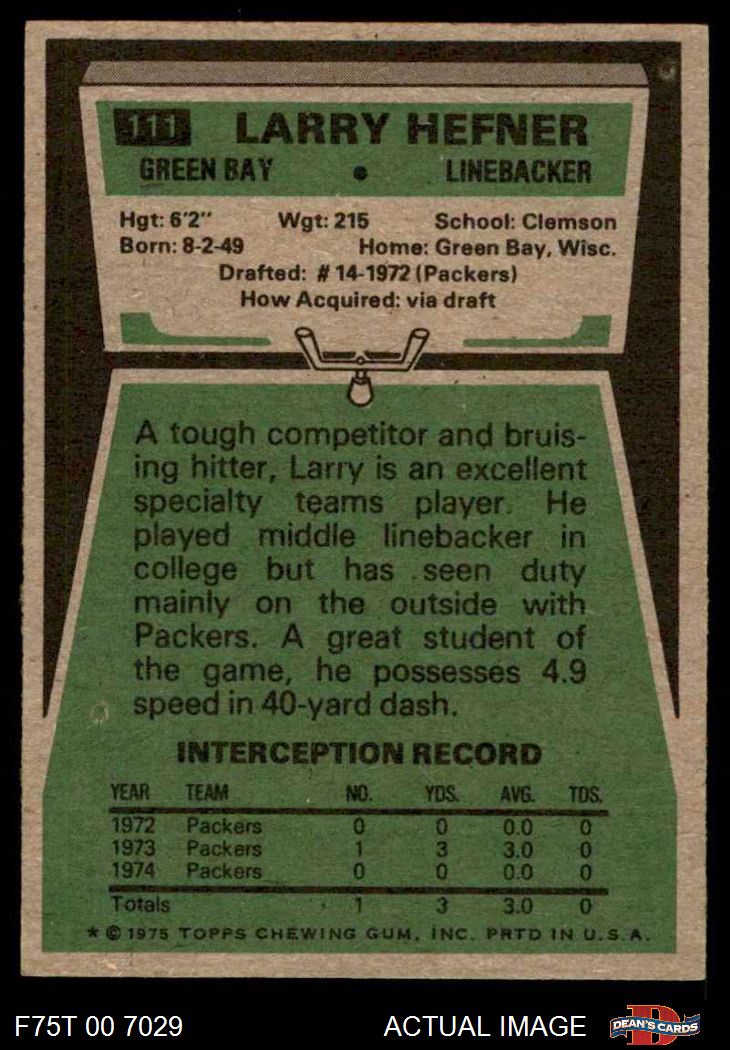 111 LARRY HEFNER
GREEN BAY • LINEBACKER
Hgt: 6'2" Wgt: 215 School: Clemson
Born: 8-2-49 Home: Green Bay, Wisc.
Drafted: #14-1972 (Packers)
How Acquired: via draft
A tough competitor and bruis-
ing hitter, Larry is an excellent
specialty teams player. He
played middle linebacker in
college but has seen duty
mainly on the outside with
Packers. A great student of
the game, he possesses 4.9
speed in 40-yard dash.
INTERCEPTION RECORD
YEAR TEAM NO. YDS. AVG. TDS.
1972 Packers 0 0 0.0 0
1973 Packers 1 3 3.0 0
1974 Packers 0 0 0.0 0
Totals 1 3 3.0 0
* © 1975 TOPPS CHEWING GUM, INC. PRTD IN U.S.A.
F75T 00 7029 ACTUAL IMAGE D DEAN'S CARDS